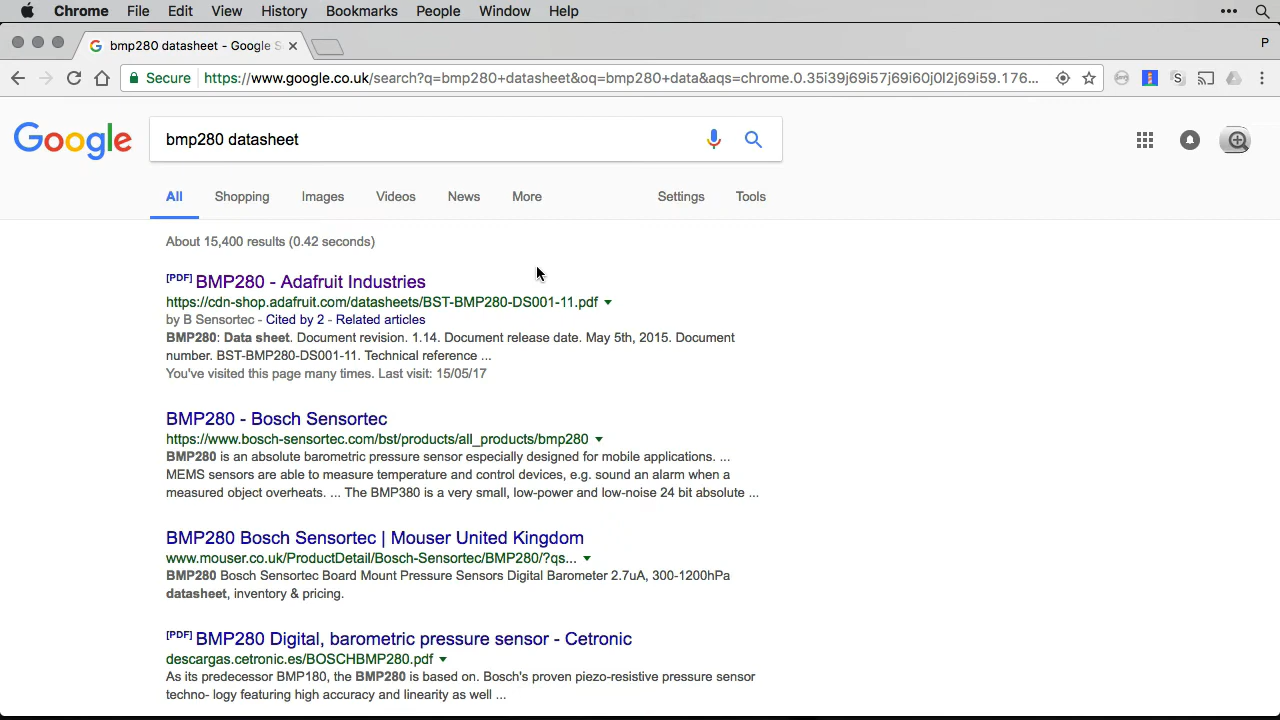 Chrome File Edit View History Bookmarks People Window Help
bmp280 datasheet - Google S
P
Secure https://www.google.co.uk/search?q=bmp280+datasheet&oq=bmp280+data&aqs=chrome.0.35i39j69i57j69i60j0l2j69i59.176...
Google
bmp280 datasheet
All Shopping Images Videos News More Settings Tools
About 15,400 results (0.42 seconds)
[PDF] BMP280 - Adafruit Industries
https://cdn-shop.adafruit.com/datasheets/BST-BMP280-DS001-11.pdf
by B Sensortec - Cited by 2 - Related articles
BMP280: Data sheet. Document revision. 1.14. Document release date. May 5th, 2015. Document
number. BST-BMP280-DS001-11. Technical reference ...
You've visited this page many times. Last visit: 15/05/17
BMP280 - Bosch Sensortec
https://www.bosch-sensortec.com/bst/products/all_products/bmp280
BMP280 is an absolute barometric pressure sensor especially designed for mobile applications. ...
MEMS sensors are able to measure temperature and control devices, e.g. sound an alarm when a
measured object overheats. ... The BMP380 is a very small, low-power and low-noise 24 bit absolute ...
BMP280 Bosch Sensortec | Mouser United Kingdom
www.mouser.co.uk/ProductDetail/Bosch-Sensortec/BMP280/?qs...
BMP280 Bosch Sensortec Board Mount Pressure Sensors Digital Barometer 2.7uA, 300-1200hPa
datasheet, inventory & pricing.
[PDF] BMP280 Digital, barometric pressure sensor - Cetronic
descargas.cetronic.es/BOSCHBMP280.pdf
As its predecessor BMP180, the BMP280 is based on. Bosch's proven piezo-resistive pressure sensor
techno- logy featuring high accuracy and linearity as well ...